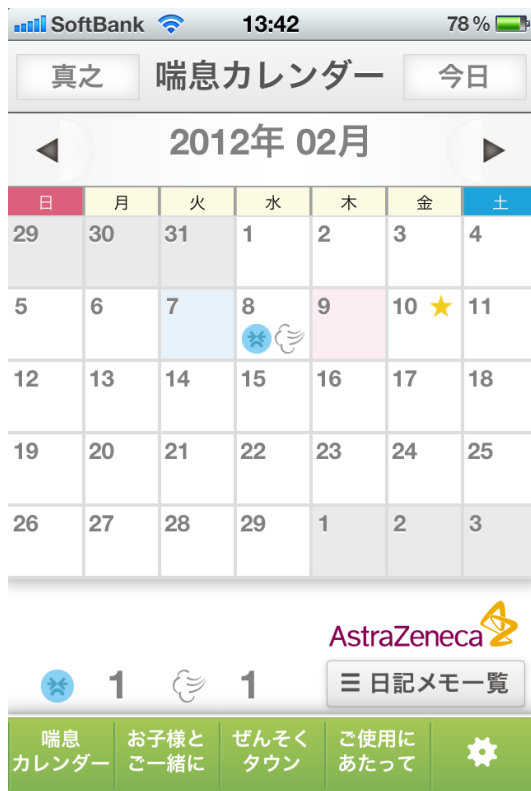 SoftBank 13:42 78%
真之 喘息カレンダー 今日
2012年 02月
日 月 火 水 木 金 土
29 30 31 1 2 3 4
5 6 7 8 9 10 11
12 13 14 15 16 17 18
19 20 21 22 23 24 25
26 27 28 29 1 2 3
AstraZeneca
1 1 日記メモ一覧
喘息 お子様と ぜんそく ご使用に
カレンダー ご一緒に タウン あたって